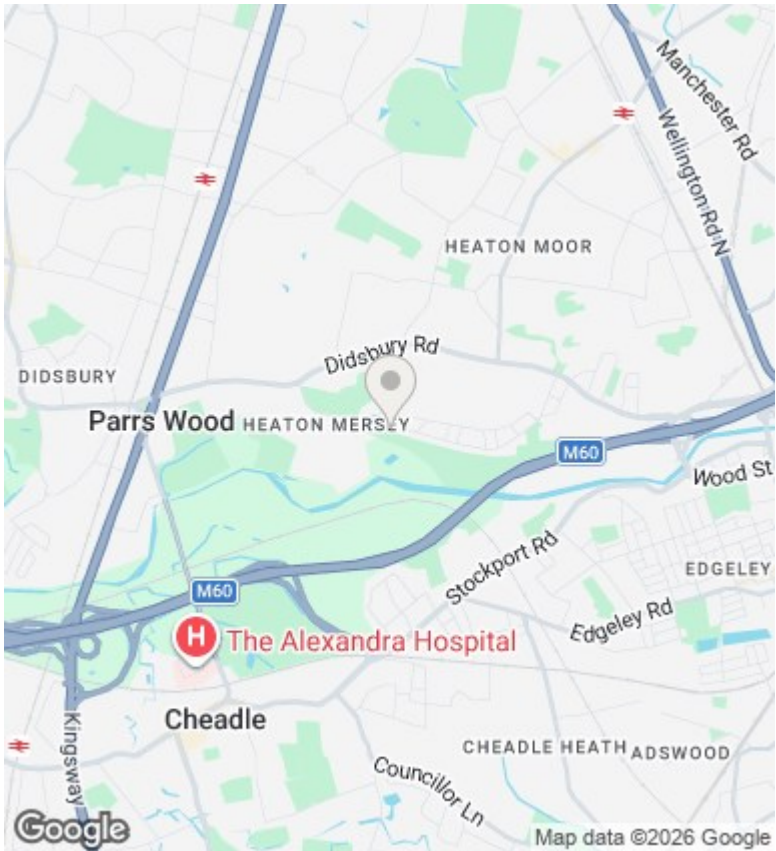 Manchester Rd
Wellington Rd N
HEATON MOOR
Didsbury Rd
DIDSBURY
Parrs Wood
HEATON MERSEY
M60
Wood St
Stockport Rd
EDGELEY
M60
Edgeley Rd
H
The Alexandra Hospital
Cheadle
Kingsway
CHEADLE HEATH
ADSWOOD
Councillor Ln
Google
Map data ©2026 Google